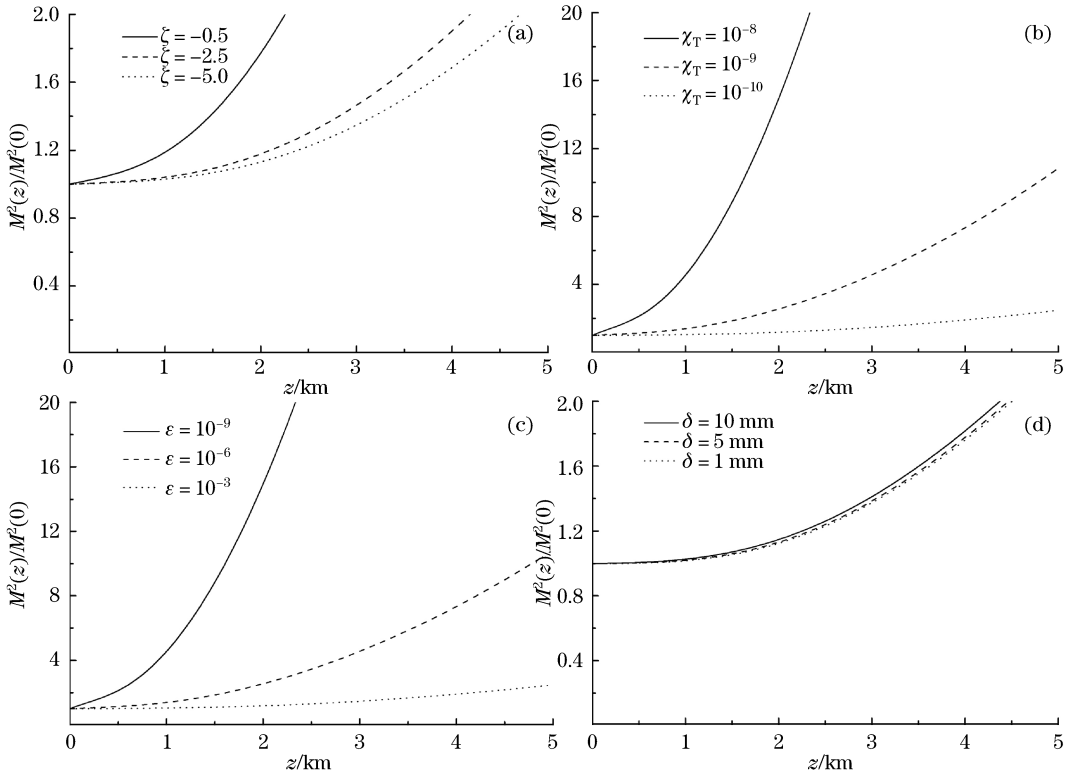 (a)
ζ = −0.5
ζ = −2.5
ζ = −5.0
2.0
1.6
1.2
0.8
0.4
M²(z)/M²(0)
0 1 2 3 4 5
z/km
(b)
χ_T = 10⁻⁸
χ_T = 10⁻⁹
χ_T = 10⁻¹⁰
20
16
12
8
4
M²(z)/M²(0)
0 1 2 3 4 5
z/km
(c)
ε = 10⁻⁹
ε = 10⁻⁶
ε = 10⁻³
20
16
12
8
4
M²(z)/M²(0)
0 1 2 3 4 5
z/km
(d)
δ = 10 mm
δ = 5 mm
δ = 1 mm
2.0
1.6
1.2
0.8
0.4
M²(z)/M²(0)
0 1 2 3 4 5
z/km